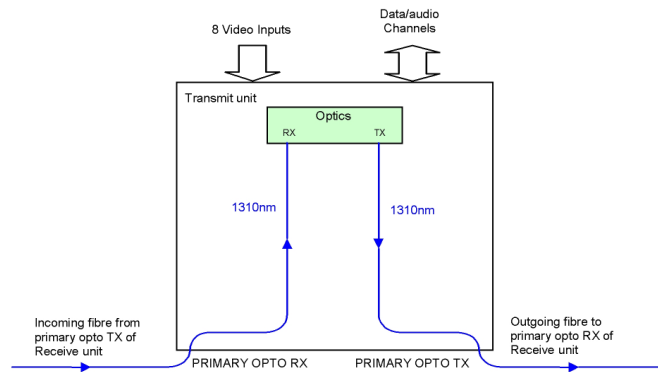 Data/audio
Channels
8 Video Inputs
Transmit unit
Optics
RX
TX
1310nm
1310nm
Incoming fibre from
primary opto TX of
Receive unit
Outgoing fibre to
primary opto RX of
Receive unit
PRIMARY OPTO RX
PRIMARY OPTO TX